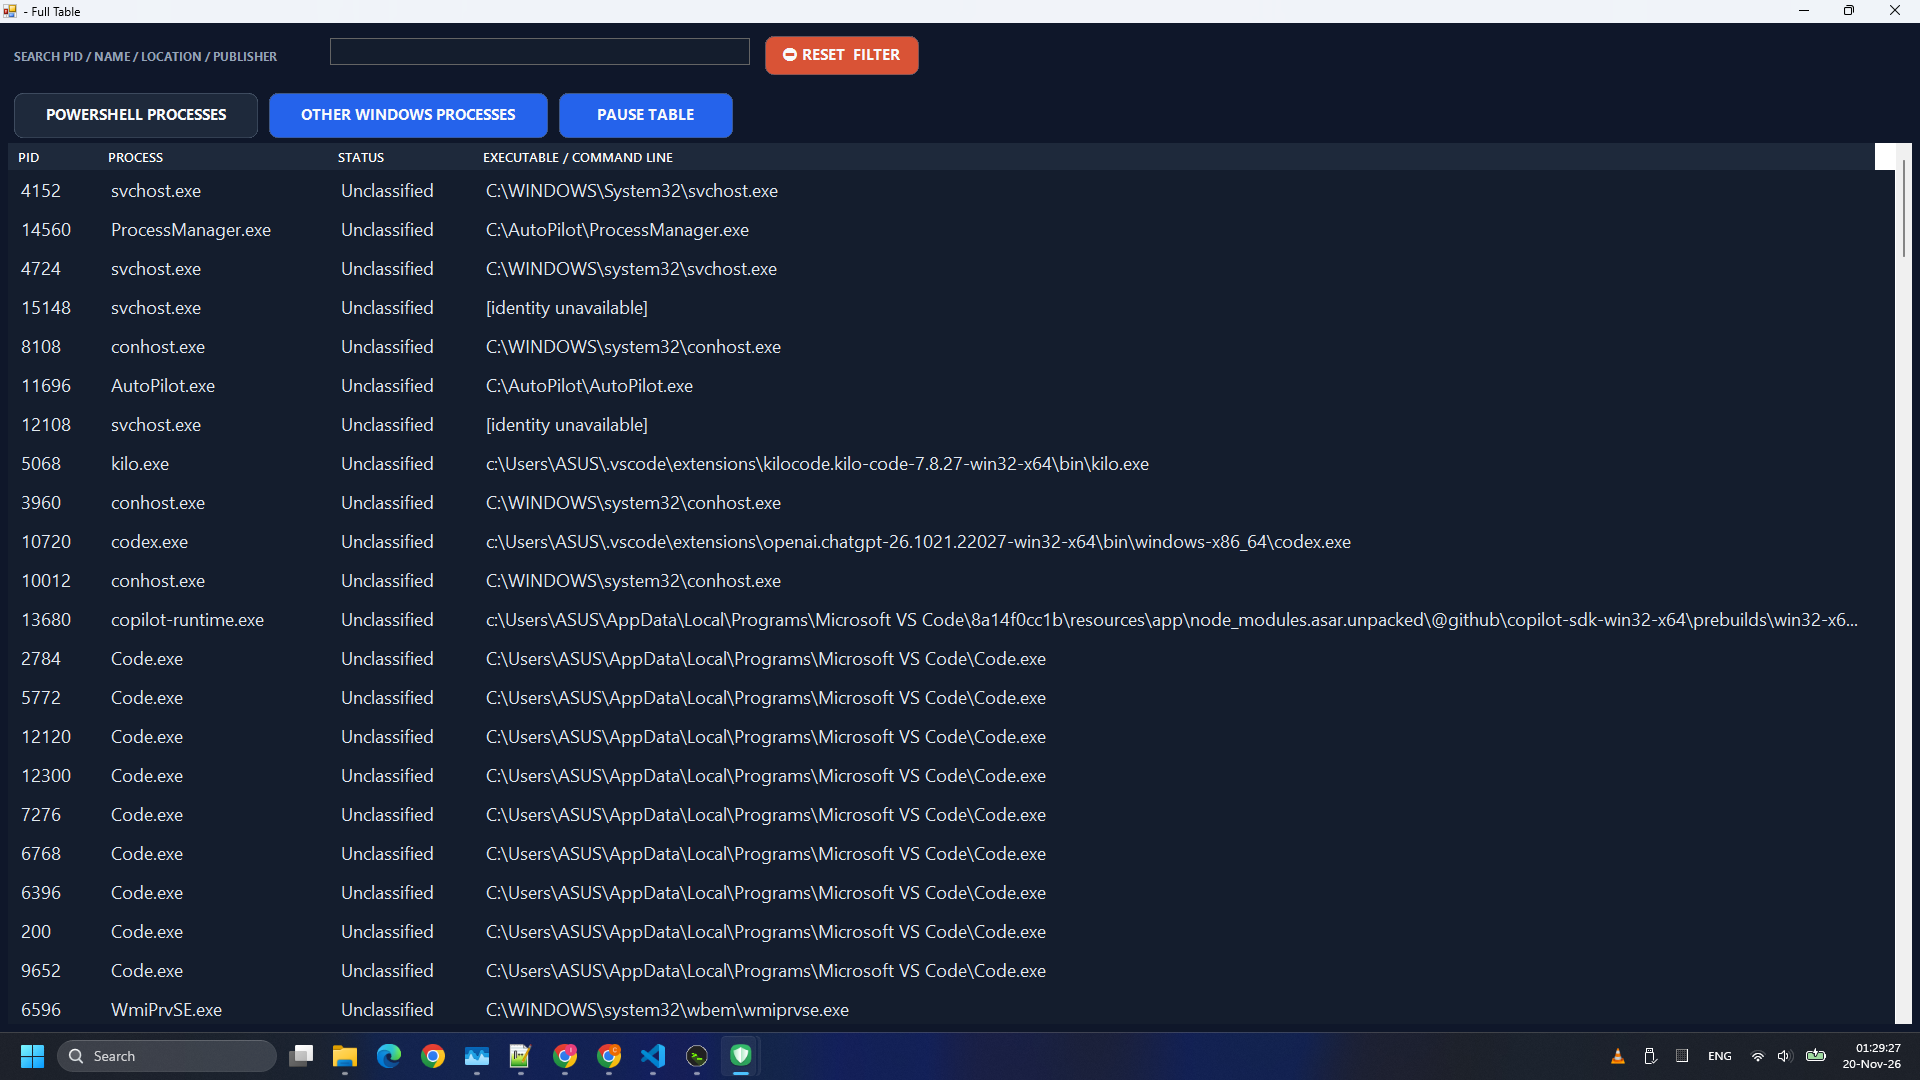 - Full Table
SEARCH PID / NAME / LOCATION / PUBLISHER
RESET FILTER
POWERSHELL PROCESSES OTHER WINDOWS PROCESSES PAUSE TABLE
PID PROCESS STATUS EXECUTABLE / COMMAND LINE
4152 svchost.exe Unclassified C:\WINDOWS\System32\svchost.exe
14560 ProcessManager.exe Unclassified C:\AutoPilot\ProcessManager.exe
4724 svchost.exe Unclassified C:\WINDOWS\system32\svchost.exe
15148 svchost.exe Unclassified [identity unavailable]
8108 conhost.exe Unclassified C:\WINDOWS\system32\conhost.exe
11696 AutoPilot.exe Unclassified C:\AutoPilot\AutoPilot.exe
12108 svchost.exe Unclassified [identity unavailable]
5068 kilo.exe Unclassified c:\Users\ASUS\.vscode\extensions\kilocode.kilo-code-7.8.27-win32-x64\bin\kilo.exe
3960 conhost.exe Unclassified C:\WINDOWS\system32\conhost.exe
10720 codex.exe Unclassified c:\Users\ASUS\.vscode\extensions\openai.chatgpt-26.1021.22027-win32-x64\bin\windows-x86_64\codex.exe
10012 conhost.exe Unclassified C:\WINDOWS\system32\conhost.exe
13680 copilot-runtime.exe Unclassified c:\Users\ASUS\AppData\Local\Programs\Microsoft VS Code\8a14f0cc1b\resources\app\node_modules.asar.unpacked\@github\copilot-sdk-win32-x64\prebuilds\win32-x6...
2784 Code.exe Unclassified C:\Users\ASUS\AppData\Local\Programs\Microsoft VS Code\Code.exe
5772 Code.exe Unclassified C:\Users\ASUS\AppData\Local\Programs\Microsoft VS Code\Code.exe
12120 Code.exe Unclassified C:\Users\ASUS\AppData\Local\Programs\Microsoft VS Code\Code.exe
12300 Code.exe Unclassified C:\Users\ASUS\AppData\Local\Programs\Microsoft VS Code\Code.exe
7276 Code.exe Unclassified C:\Users\ASUS\AppData\Local\Programs\Microsoft VS Code\Code.exe
6768 Code.exe Unclassified C:\Users\ASUS\AppData\Local\Programs\Microsoft VS Code\Code.exe
6396 Code.exe Unclassified C:\Users\ASUS\AppData\Local\Programs\Microsoft VS Code\Code.exe
200 Code.exe Unclassified C:\Users\ASUS\AppData\Local\Programs\Microsoft VS Code\Code.exe
9652 Code.exe Unclassified C:\Users\ASUS\AppData\Local\Programs\Microsoft VS Code\Code.exe
6596 WmiPrvSE.exe Unclassified C:\WINDOWS\system32\wbem\wmiprvse.exe
Search
ENG
01:29:27
20-Nov-26